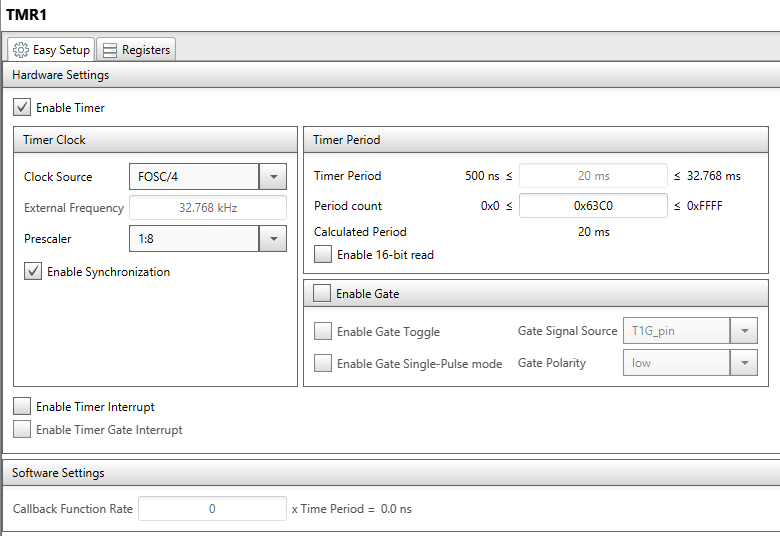 TMR1
Easy Setup Registers
Hardware Settings
Enable Timer
Timer Clock
Clock Source FOSC/4
External Frequency 32.768 kHz
Prescaler 1:8
Enable Synchronization
Timer Period
Timer Period 500 ns ≤ 20 ms ≤ 32.768 ms
Period count 0x0 ≤ 0x63C0 ≤ 0xFFFF
Calculated Period 20 ms
Enable 16-bit read
Enable Gate
Enable Gate Toggle Gate Signal Source T1G_pin
Enable Gate Single-Pulse mode Gate Polarity low
Enable Timer Interrupt
Enable Timer Gate Interrupt
Software Settings
Callback Function Rate 0 x Time Period = 0.0 ns